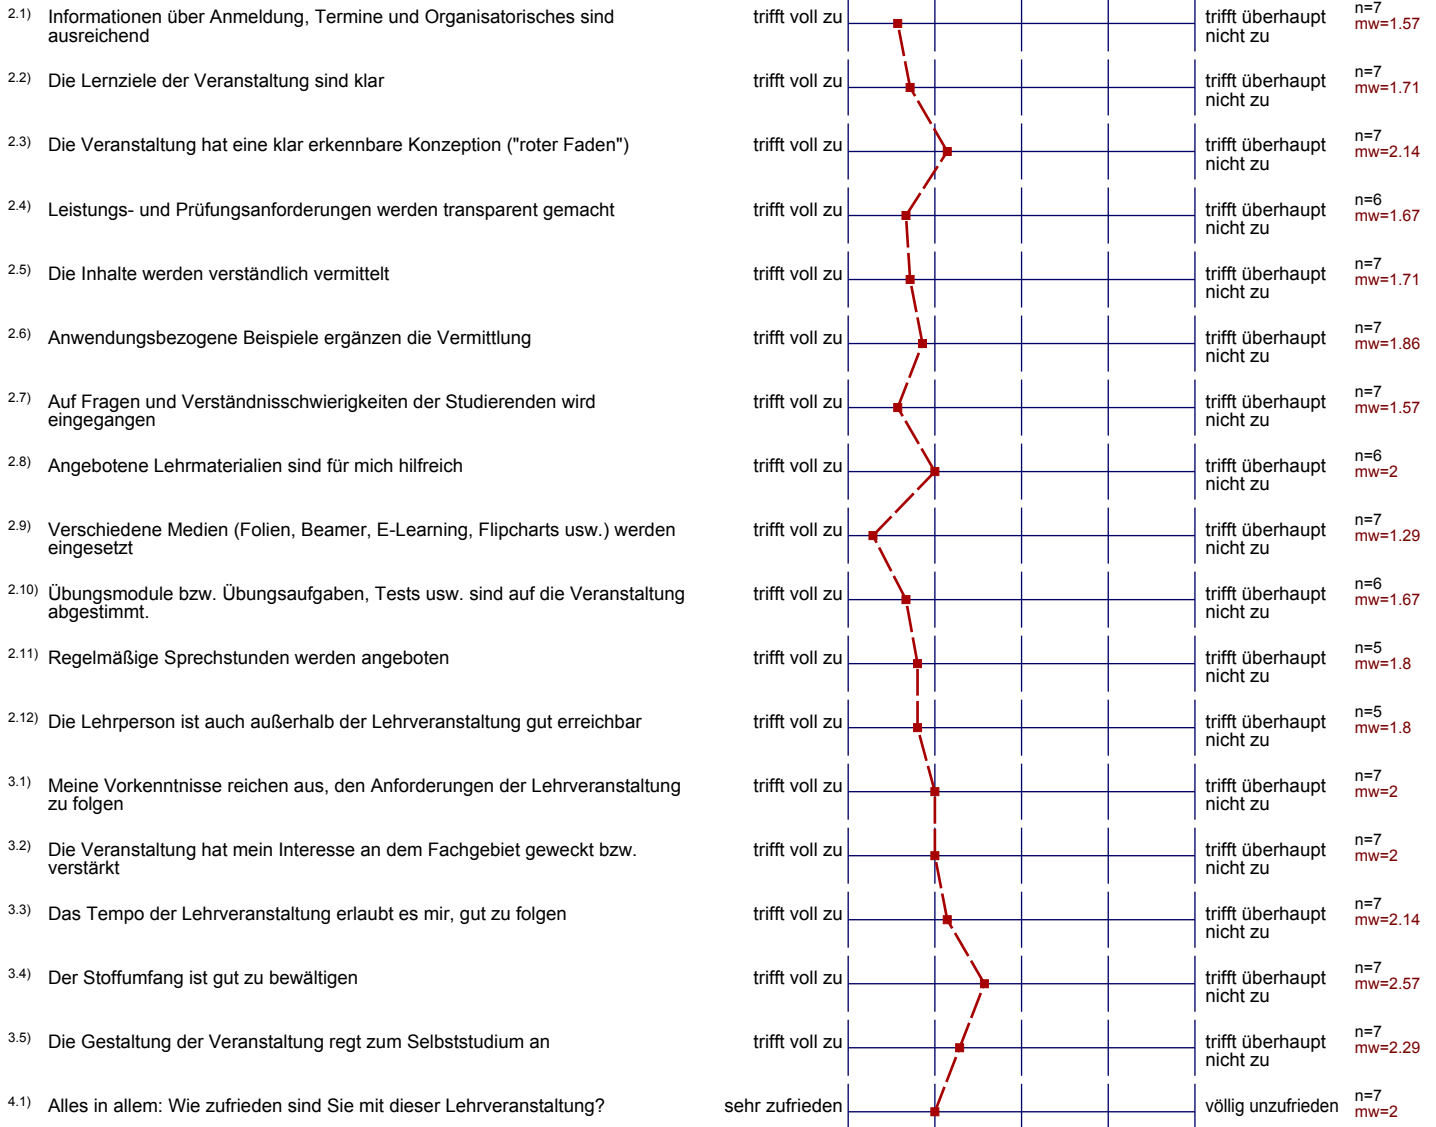 2.1) Informationen über Anmeldung, Termine und Organisatorisches sind ausreichend trifft voll zu trifft überhaupt nicht zu n=7 mw=1.57
2.2) Die Lernziele der Veranstaltung sind klar trifft voll zu trifft überhaupt nicht zu n=7 mw=1.71
2.3) Die Veranstaltung hat eine klar erkennbare Konzeption ("roter Faden") trifft voll zu trifft überhaupt nicht zu n=7 mw=2.14
2.4) Leistungs- und Prüfungsanforderungen werden transparent gemacht trifft voll zu trifft überhaupt nicht zu n=6 mw=1.67
2.5) Die Inhalte werden verständlich vermittelt trifft voll zu trifft überhaupt nicht zu n=7 mw=1.71
2.6) Anwendungsbezogene Beispiele ergänzen die Vermittlung trifft voll zu trifft überhaupt nicht zu n=7 mw=1.86
2.7) Auf Fragen und Verständnisschwierigkeiten der Studierenden wird eingegangen trifft voll zu trifft überhaupt nicht zu n=7 mw=1.57
2.8) Angebotene Lehrmaterialien sind für mich hilfreich trifft voll zu trifft überhaupt nicht zu n=6 mw=2
2.9) Verschiedene Medien (Folien, Beamer, E-Learning, Flipcharts usw.) werden eingesetzt trifft voll zu trifft überhaupt nicht zu n=7 mw=1.29
2.10) Übungsmodule bzw. Übungsaufgaben, Tests usw. sind auf die Veranstaltung abgestimmt. trifft voll zu trifft überhaupt nicht zu n=6 mw=1.67
2.11) Regelmäßige Sprechstunden werden angeboten trifft voll zu trifft überhaupt nicht zu n=5 mw=1.8
2.12) Die Lehrperson ist auch außerhalb der Lehrveranstaltung gut erreichbar trifft voll zu trifft überhaupt nicht zu n=5 mw=1.8
3.1) Meine Vorkenntnisse reichen aus, den Anforderungen der Lehrveranstaltung zu folgen trifft voll zu trifft überhaupt nicht zu n=7 mw=2
3.2) Die Veranstaltung hat mein Interesse an dem Fachgebiet geweckt bzw. verstärkt trifft voll zu trifft überhaupt nicht zu n=7 mw=2
3.3) Das Tempo der Lehrveranstaltung erlaubt es mir, gut zu folgen trifft voll zu trifft überhaupt nicht zu n=7 mw=2.14
3.4) Der Stoffumfang ist gut zu bewältigen trifft voll zu trifft überhaupt nicht zu n=7 mw=2.57
3.5) Die Gestaltung der Veranstaltung regt zum Selbststudium an trifft voll zu trifft überhaupt nicht zu n=7 mw=2.29
4.1) Alles in allem: Wie zufrieden sind Sie mit dieser Lehrveranstaltung? sehr zufrieden völlig unzufrieden n=7 mw=2